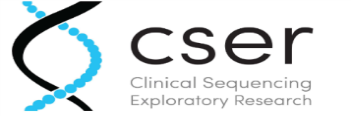 cser
Clinical Sequencing
Exploratory Research